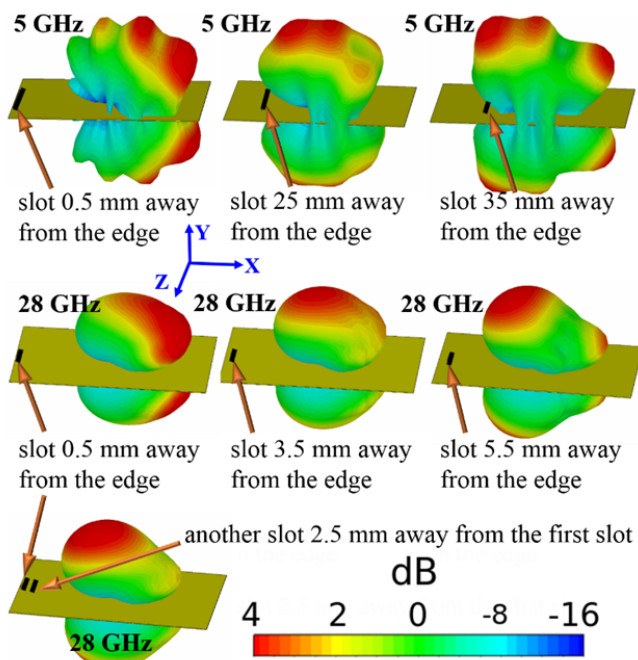 5 GHz 5 GHz 5 GHz
slot 0.5 mm away slot 25 mm away slot 35 mm away
from the edge from the edge from the edge
Y
X
Z
28 GHz 28 GHz 28 GHz
slot 0.5 mm away slot 3.5 mm away slot 5.5 mm away
from the edge from the edge from the edge
another slot 2.5 mm away from the first slot
28 GHz
dB
4 2 0 -8 -16